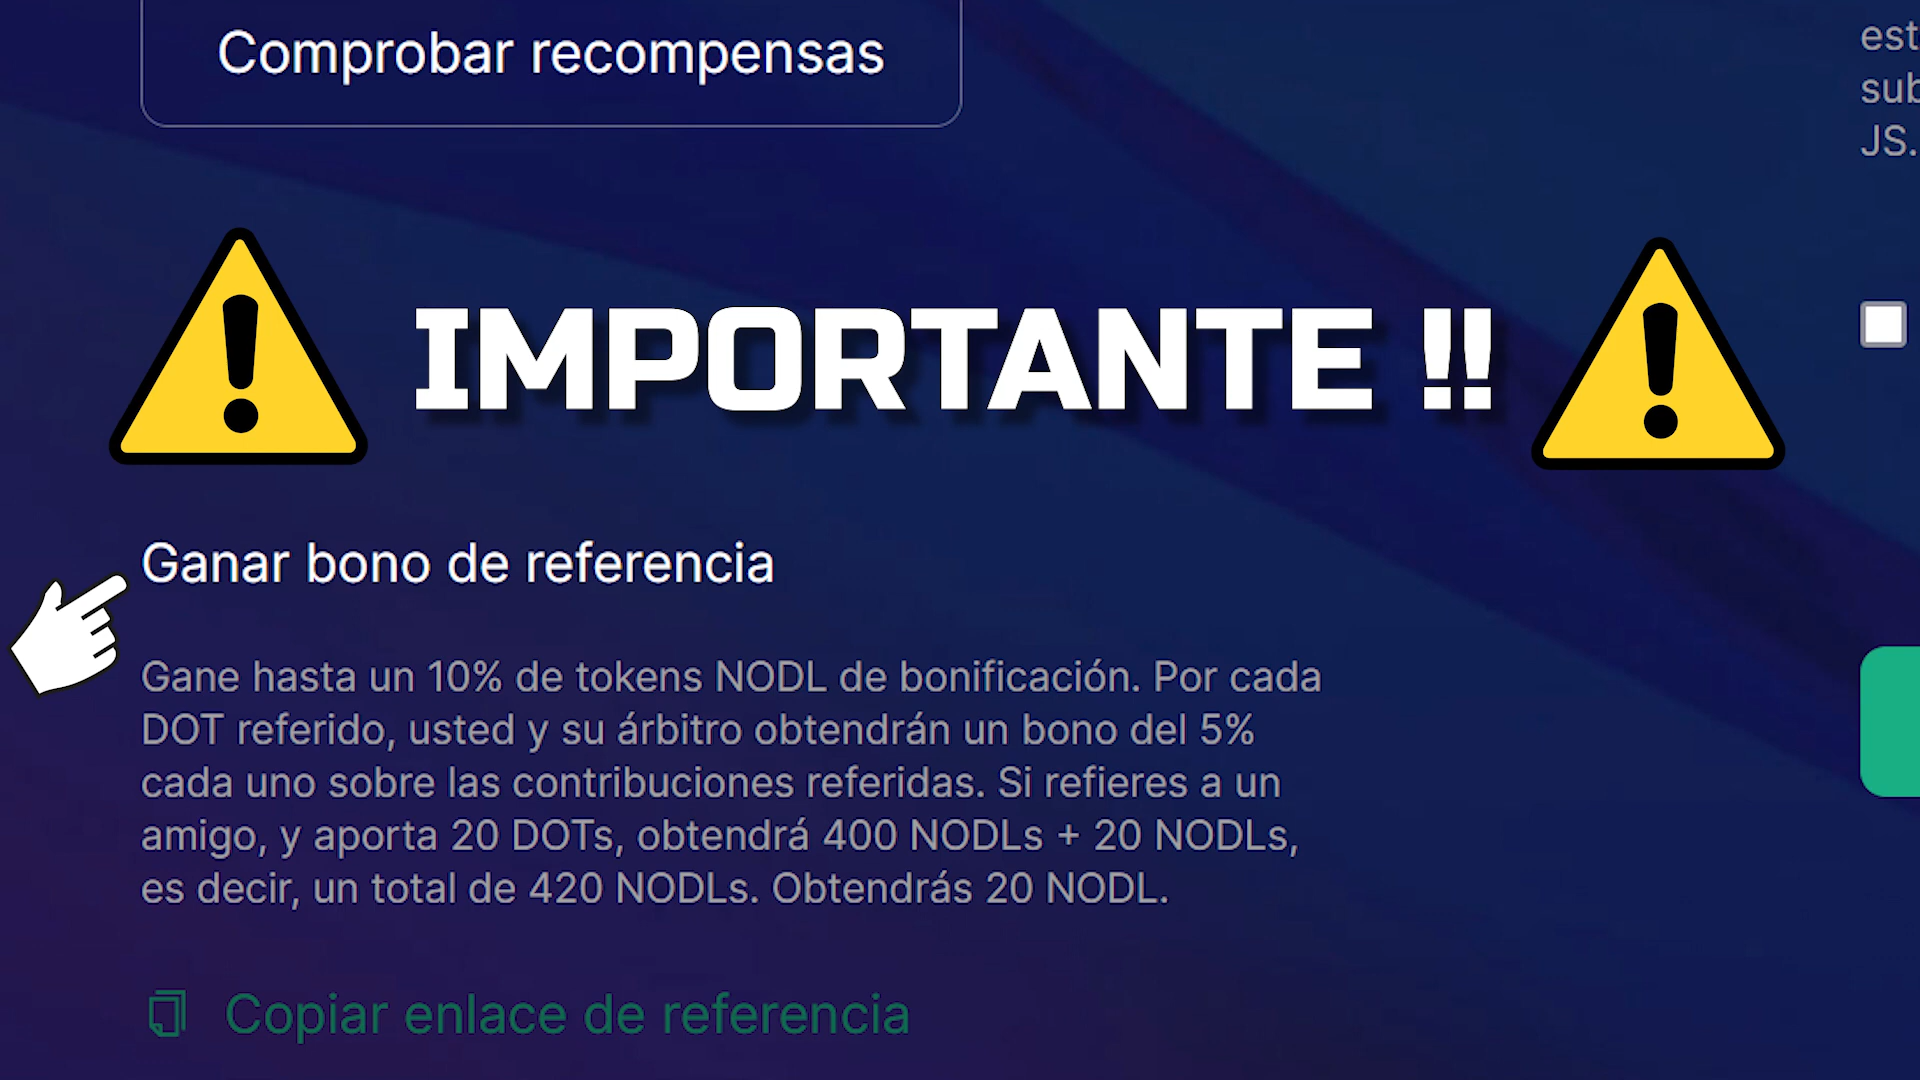 Comprobar recompensas
est
sub
JS.
IMPORTANTE !!
Ganar bono de referencia
Gane hasta un 10% de tokens NODL de bonificación. Por cada
DOT referido, usted y su árbitro obtendrán un bono del 5%
cada uno sobre las contribuciones referidas. Si refieres a un
amigo, y aporta 20 DOTs, obtendrá 400 NODLs + 20 NODLs,
es decir, un total de 420 NODLs. Obtendrás 20 NODL.
Copiar enlace de referencia